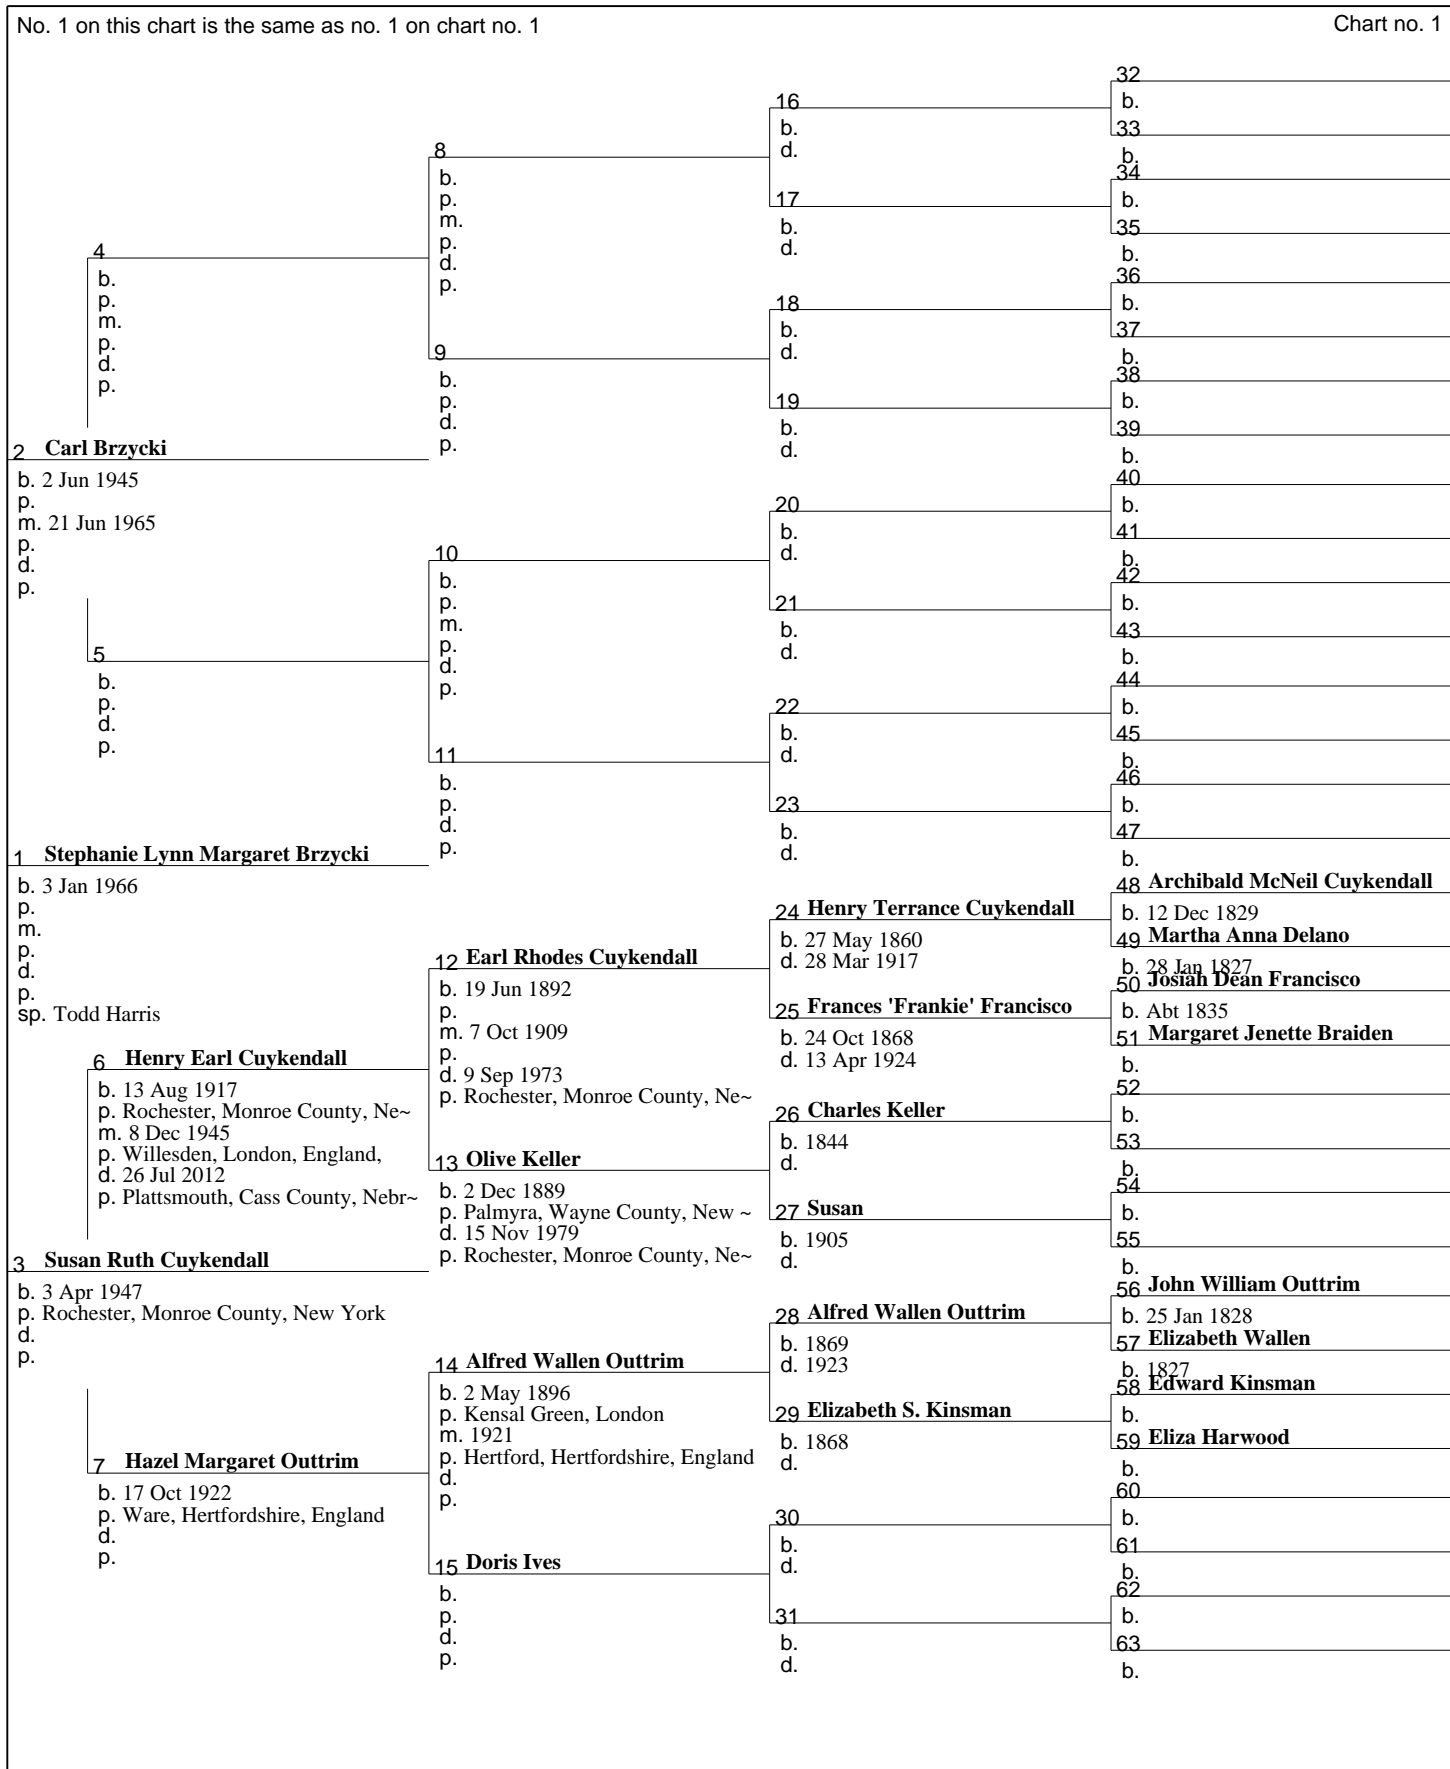 No. 1 on this chart is the same as no. 1 on chart no. 1
Chart no. 1
2 Carl Brzycki
b. 2 Jun 1945
p.
m. 21 Jun 1965
p.
d.
p.
1 Stephanie Lynn Margaret Brzycki
b. 3 Jan 1966
p.
m.
p.
d.
p.
sp. Todd Harris
3 Susan Ruth Cuykendall
b. 3 Apr 1947
p. Rochester, Monroe County, New York
d.
p.
4
b.
p.
m.
p.
d.
p.
5
b.
p.
d.
p.
6 Henry Earl Cuykendall
b. 13 Aug 1917
p. Rochester, Monroe County, Ne~
m. 8 Dec 1945
p. Willesden, London, England,
d. 26 Jul 2012
p. Plattsmouth, Cass County, Nebr~
7 Hazel Margaret Outtrim
b. 17 Oct 1922
p. Ware, Hertfordshire, England
d.
p.
8
b.
p.
m.
p.
d.
p.
9
b.
p.
d.
p.
10
b.
p.
m.
p.
d.
p.
11
b.
p.
d.
p.
12 Earl Rhodes Cuykendall
b. 19 Jun 1892
p.
m. 7 Oct 1909
p.
d. 9 Sep 1973
p. Rochester, Monroe County, Ne~
13 Olive Keller
b. 2 Dec 1889
p. Palmyra, Wayne County, New ~
d. 15 Nov 1979
p. Rochester, Monroe County, Ne~
14 Alfred Wallen Outtrim
b. 2 May 1896
p. Kensal Green, London
m. 1921
p. Hertford, Hertfordshire, England
d.
p.
15 Doris Ives
b.
p.
d.
p.
16
b.
d.
17
b.
d.
18
b.
d.
19
b.
d.
20
b.
d.
21
b.
d.
22
b.
d.
23
b.
d.
24 Henry Terrance Cuykendall
b. 27 May 1860
d. 28 Mar 1917
25 Frances 'Frankie' Francisco
b. 24 Oct 1868
d. 13 Apr 1924
26 Charles Keller
b. 1844
d.
27 Susan
b. 1905
d.
28 Alfred Wallen Outtrim
b. 1869
d. 1923
29 Elizabeth S. Kinsman
b. 1868
d.
30
b.
d.
31
b.
d.
32
b.
33
b.
34
b.
35
b.
36
b.
37
b.
38
b.
39
b.
40
b.
41
b.
42
b.
43
b.
44
b.
45
b.
46
b.
47
b.
48 Archibald McNeil Cuykendall
b. 12 Dec 1829
49 Martha Anna Delano
b. 28 Jan 1827
50 Josiah Dean Francisco
b. Abt 1835
51 Margaret Jenette Braiden
b.
52
b.
53
b.
54
b.
55
b.
56 John William Outtrim
b. 25 Jan 1828
57 Elizabeth Wallen
b. 1827
58 Edward Kinsman
b.
59 Eliza Harwood
b.
60
b.
61
b.
62
b.
63
b.